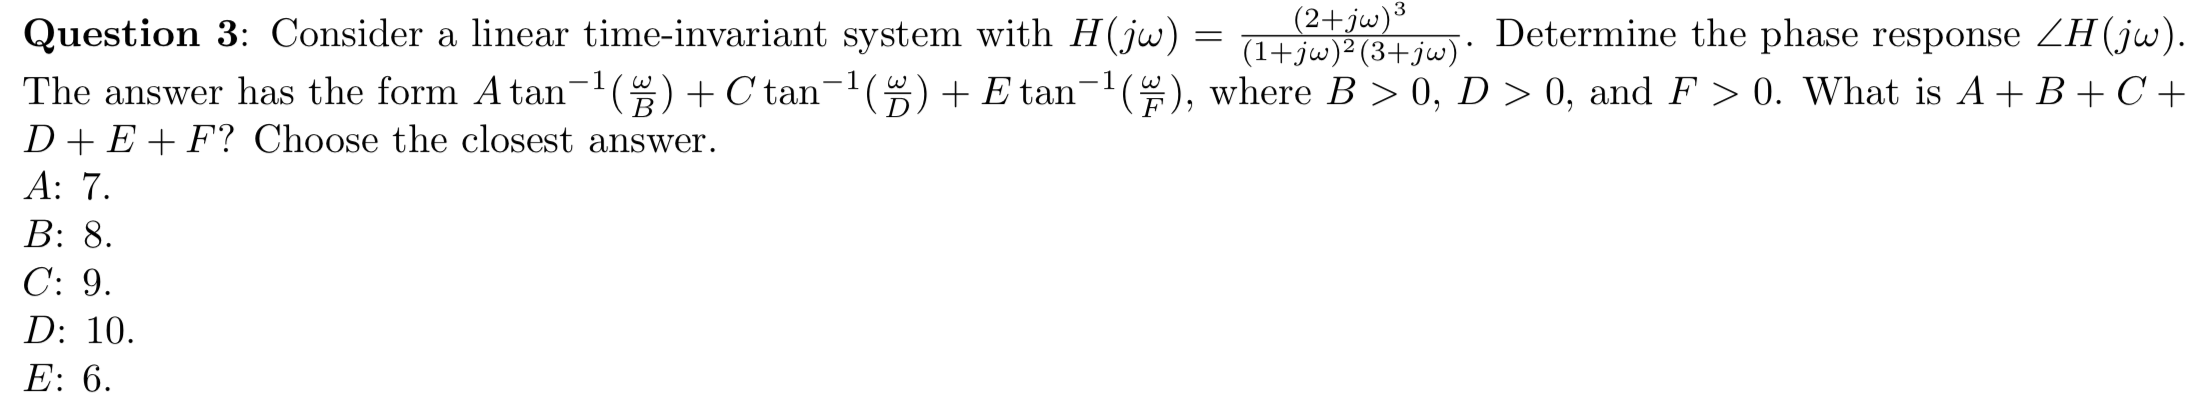 Question 3: Consider a linear time-invariant system with H(jω) = (2+jω)³/((1+jω)²(3+jω)). Determine the phase response ∠H(jω).
The answer has the form A tan⁻¹(ω/B) + C tan⁻¹(ω/D) + E tan⁻¹(ω/F), where B > 0, D > 0, and F > 0. What is A + B + C +
D + E + F? Choose the closest answer.
A: 7.
B: 8.
C: 9.
D: 10.
E: 6.